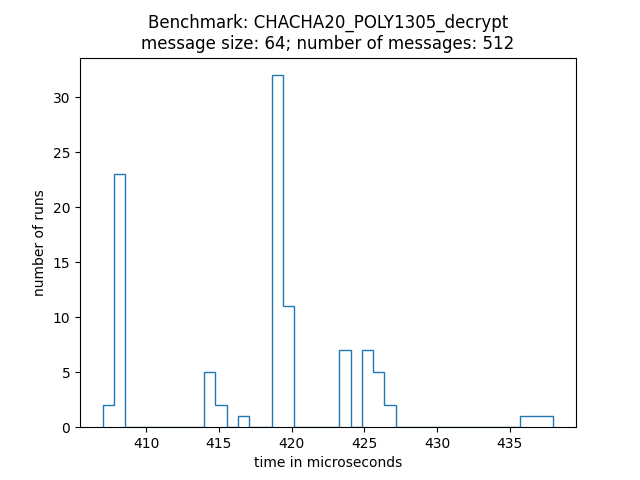 Benchmark: CHACHA20_POLY1305_decrypt
message size: 64; number of messages: 512
number of runs
30
25
20
15
10
5
0
410 415 420 425 430 435
time in microseconds